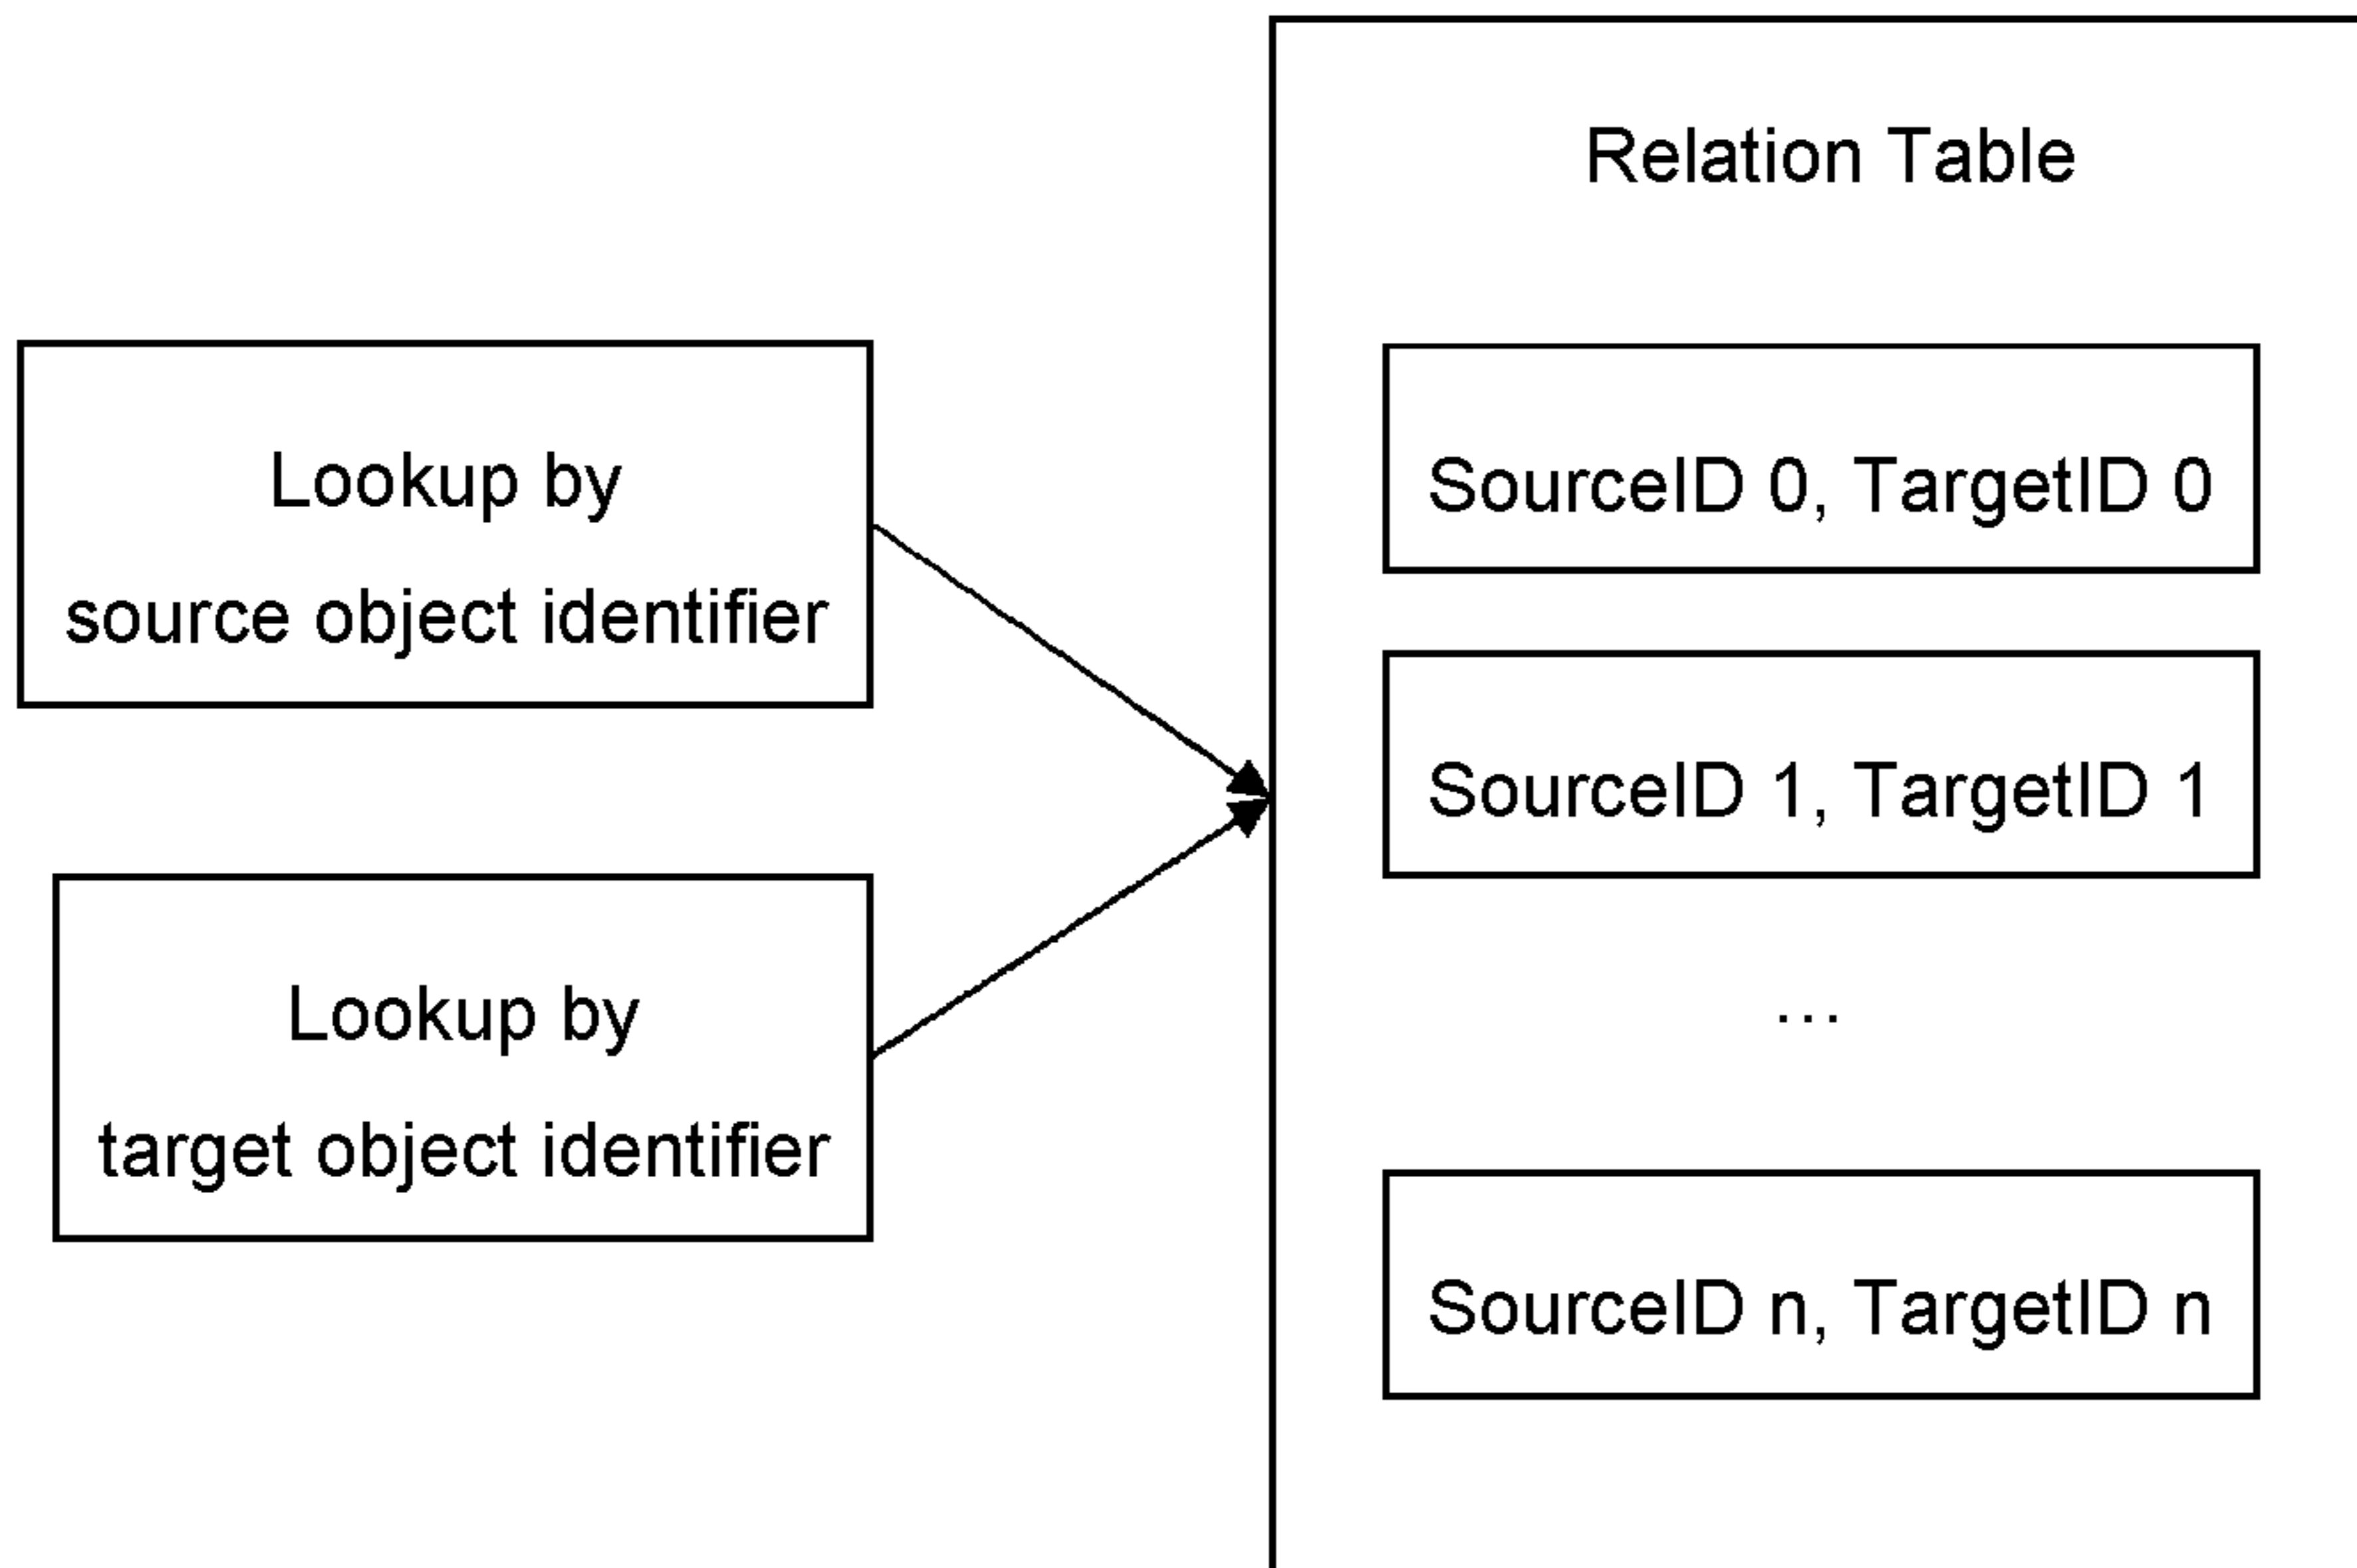 Relation Table
Lookup by
source object identifier
Lookup by
target object identifier
SourceID 0, TargetID 0
SourceID 1, TargetID 1
...
SourceID n, TargetID n